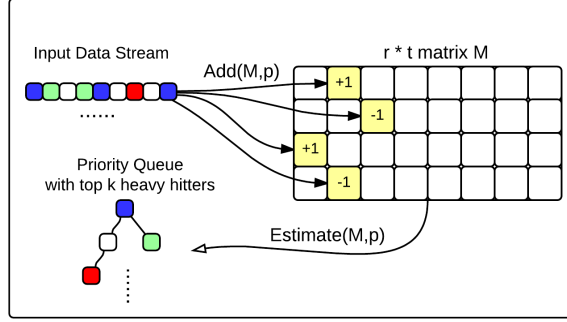 Input Data Stream
Add(M,p)
r * t matrix M
+1
-1
+1
-1
......
Priority Queue
with top k heavy hitters
Estimate(M,p)